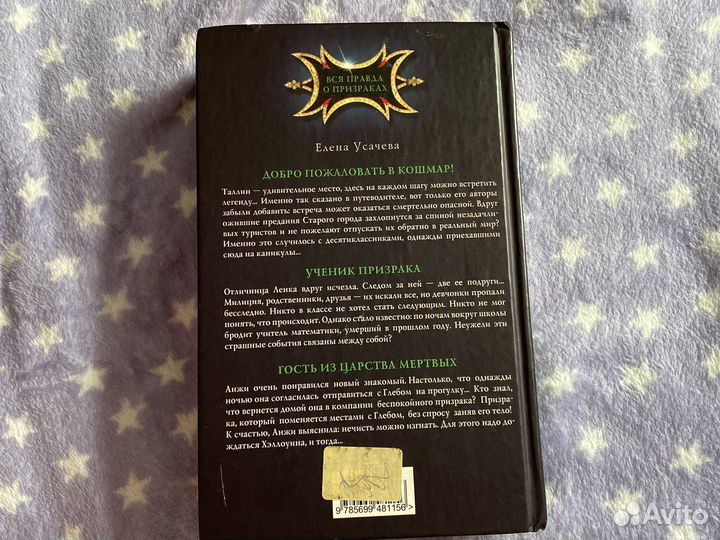 ВСЯ ПРАВДА
О ПРИЗРАКАХ
Елена Усачева
ДОБРО ПОЖАЛОВАТЬ В КОШМАР!
Таллин — удивительное место, здесь на каждом шагу можно встретить
легенду... Именно так сказано в путеводителе, вот только его авторы
забыли добавить: встреча может оказаться смертельно опасной. Вдруг
ожившие предания Старого города захлопнутся за спиной незадачли-
вых туристов и не пожелают отпускать их обратно в реальный мир?
Именно это случилось с десятиклассниками, однажды приехавшими
сюда на каникулы...
УЧЕНИК ПРИЗРАКА
Отличница Ленка вдруг исчезла. Следом за ней — две ее подруги...
Милиция, родственники, друзья — их искали все, но девчонки пропали
бесследно. Никто в классе не хотел стать следующим. Никто не мог
понять, что происходит. Однако стало известно: по ночам вокруг школы
бродит учитель математики, умерший в прошлом году. Неужели эти
страшные события связаны между собой?
ГОСТЬ ИЗ ЦАРСТВА МЕРТВЫХ
Анжи очень понравился новый знакомый. Настолько, что однажды
ночью она согласилась отправиться с Глебом на прогулку... Кто знал,
что вернется домой она в компании беспокойного призрака? Призра-
ка, который поменяется местами с Глебом, без спросу заняв его тело!
К счастью, Анжи выяснила: нечисть можно изгнать. Для этого надо до-
ждаться Хэллоуина, и тогда...
9 785699 481156 >
Avito